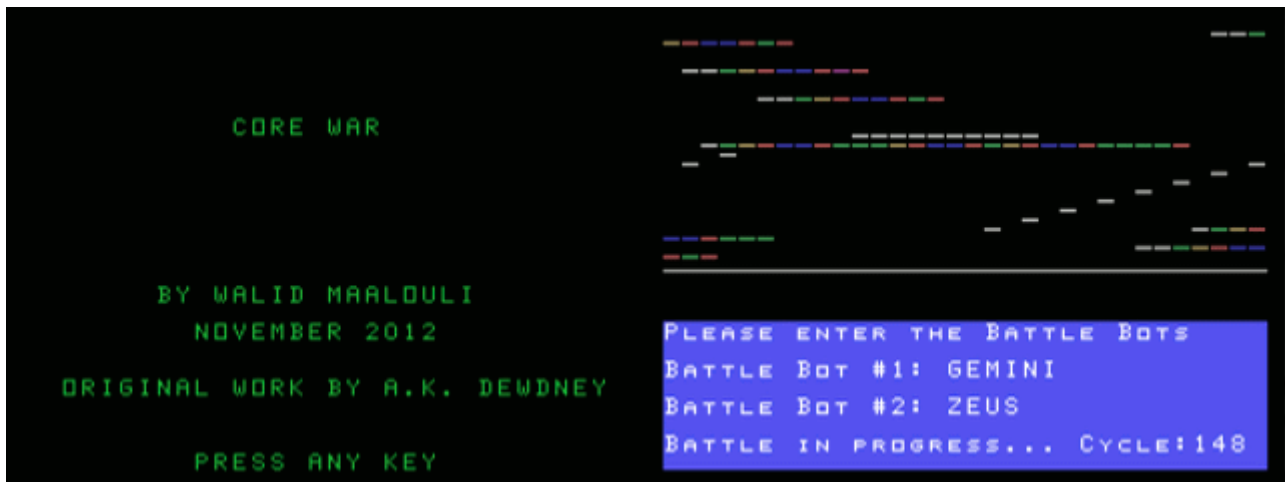 CORE WAR
BY WALID MAALOULI
NOVEMBER 2012
ORIGINAL WORK BY A.K. DEWDNEY
PRESS ANY KEY
PLEASE ENTER THE BATTLE BOTS
BATTLE BOT #1: GEMINI
BATTLE BOT #2: ZEUS
BATTLE IN PROGRESS... CYCLE:148